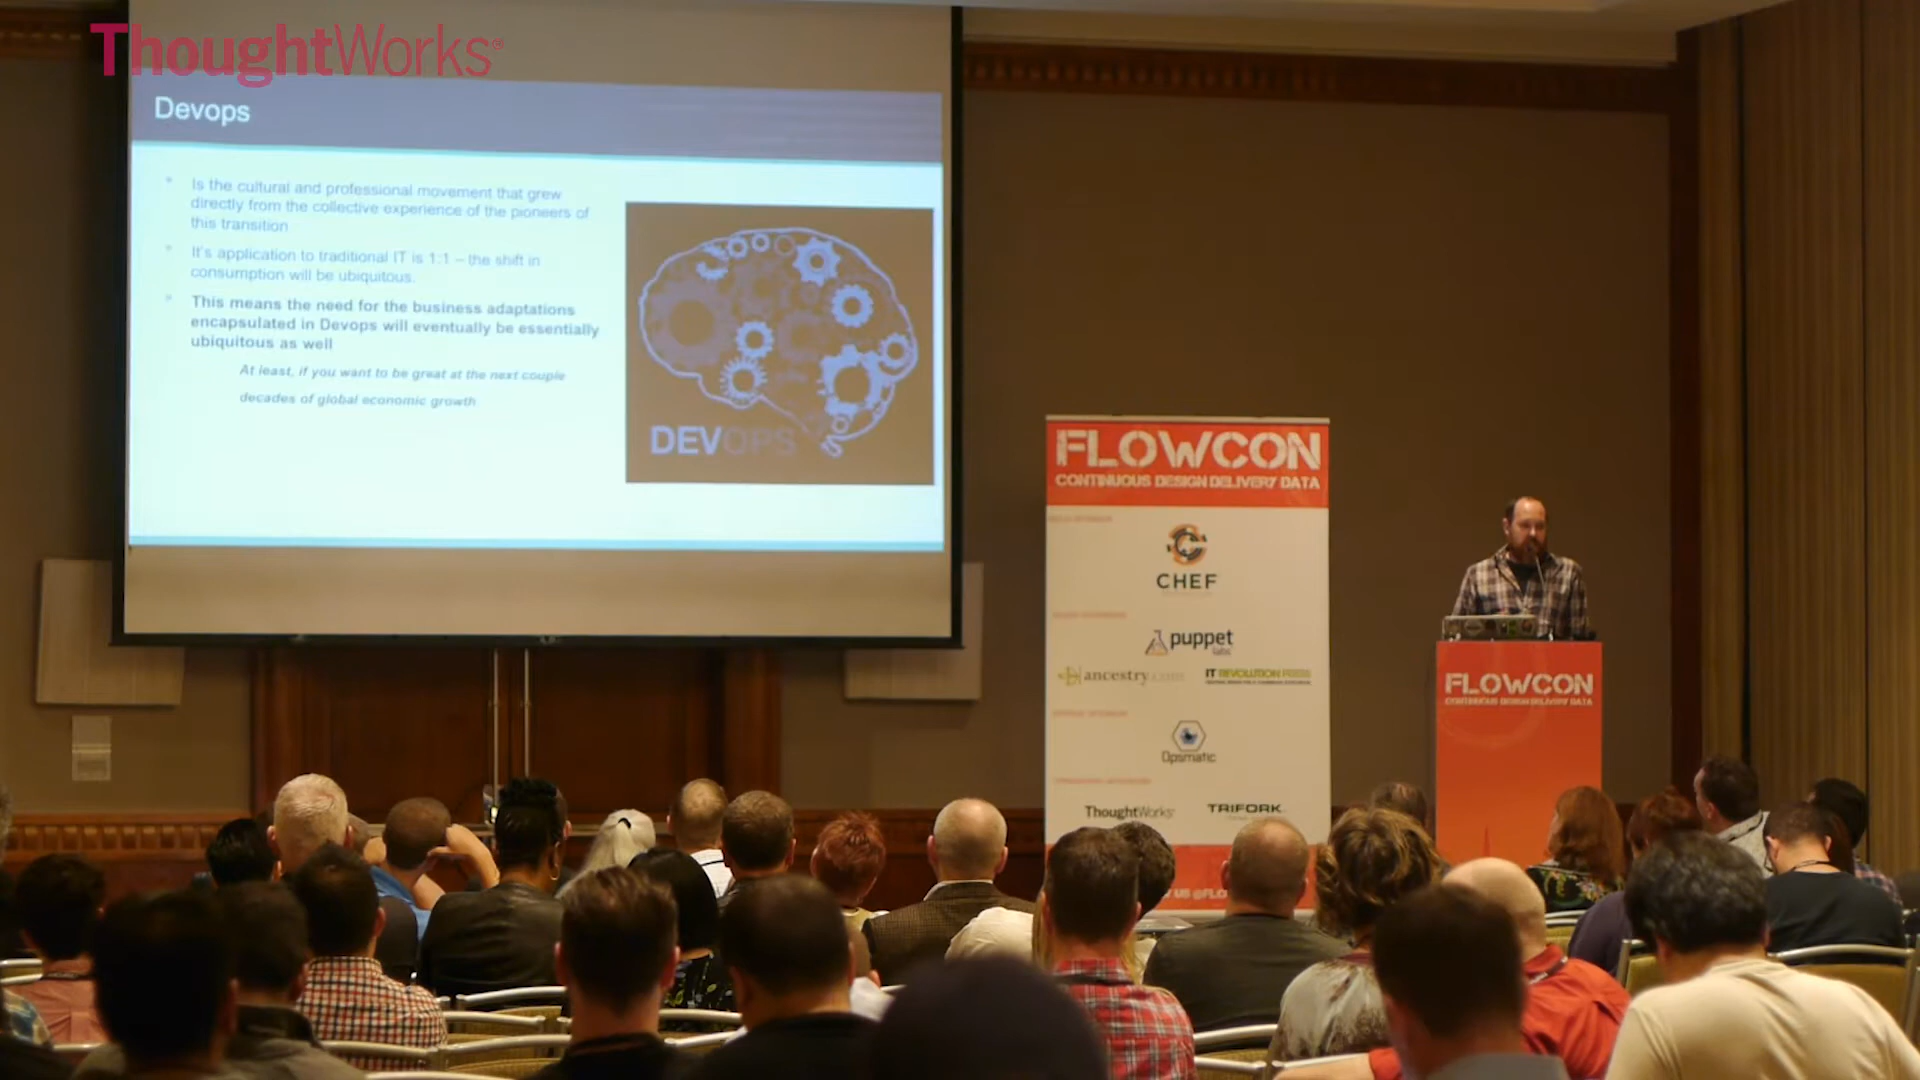 ThoughtWorks®
Devops
Is the cultural and professional movement that grew
directly from the collective experience of the pioneers of
this transition
It's application to traditional IT is 1:1 – the shift in
consumption will be ubiquitous.
This means the need for the business adaptations
encapsulated in Devops will eventually be essentially
ubiquitous as well
At least, if you want to be great at the next couple
decades of global economic growth
DEVOPS
FLOWCON
CONTINUOUS DESIGN DELIVERY DATA
CHEF
puppet
labs
ancestry.com
IT REVOLUTION PRESS
Opsmatic
ThoughtWorks
TRIFORK.
US @FLO
FLOWCON
CONTINUOUS DESIGN DELIVERY DATA